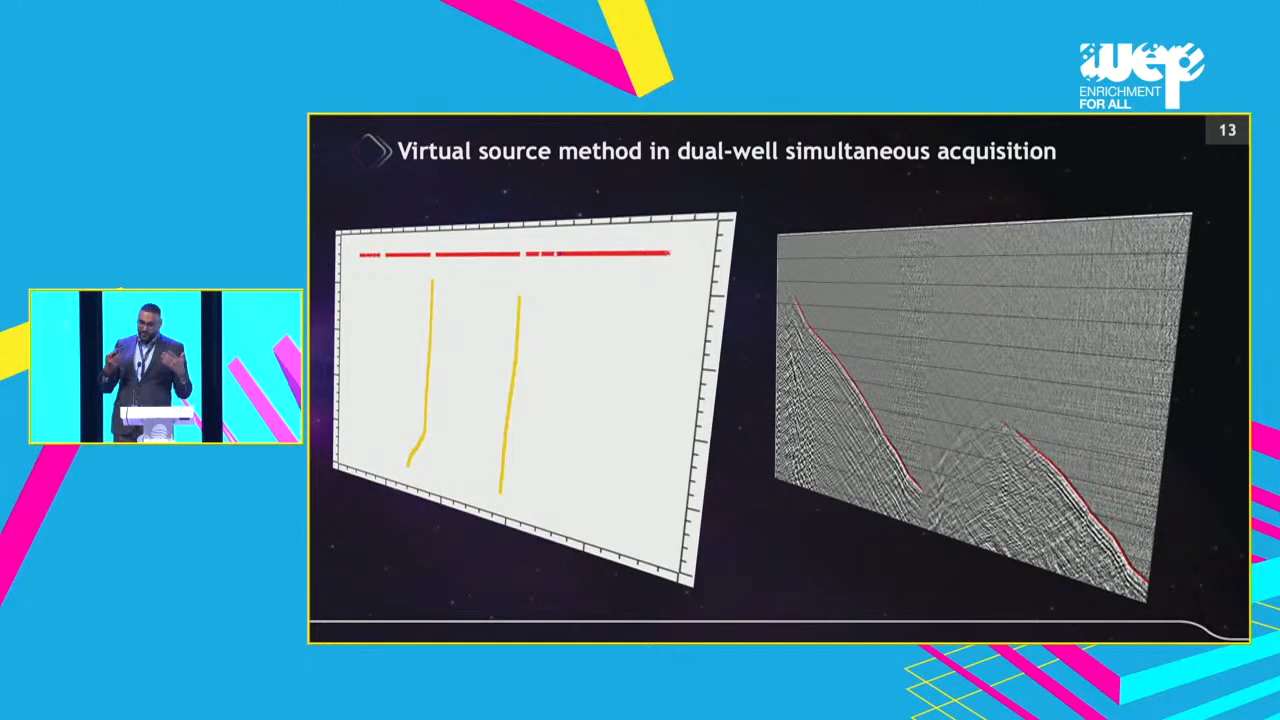 wep
ENRICHMENT
FOR ALL
13
Virtual source method in dual-well simultaneous acquisition